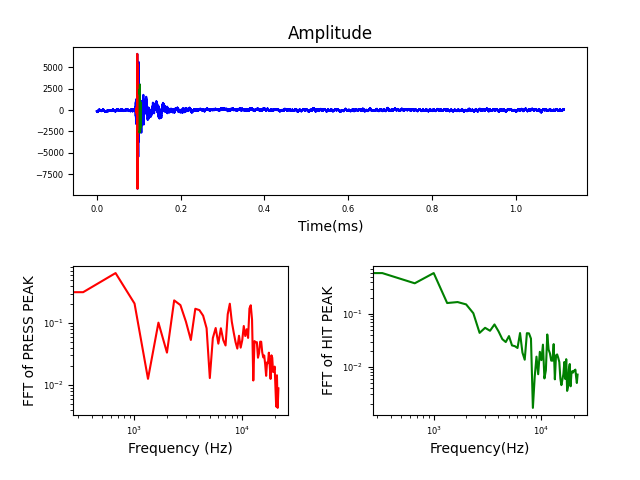 Amplitude
5000
2500
0
−2500
−5000
−7500
0.0 0.2 0.4 0.6 0.8 1.0
Time(ms)
FFT of PRESS PEAK
10⁻¹
10⁻²
10³ 10⁴
Frequency (Hz)
FFT of HIT PEAK
10⁻¹
10⁻²
10³ 10⁴
Frequency(Hz)